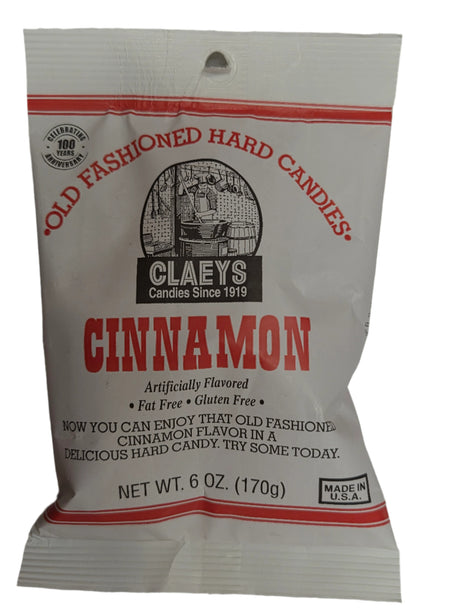 CELEBRATING
100
YEARS
ANNIVERSARY
•OLD FASHIONED HARD CANDIES•
CLAEYS
Candies Since 1919
CINNAMON
Artificially Flavored
• Fat Free • Gluten Free •
NOW YOU CAN ENJOY THAT OLD FASHIONED
CINNAMON FLAVOR IN A
DELICIOUS HARD CANDY. TRY SOME TODAY.
NET WT. 6 OZ. (170g)
MADE IN
U.S.A.